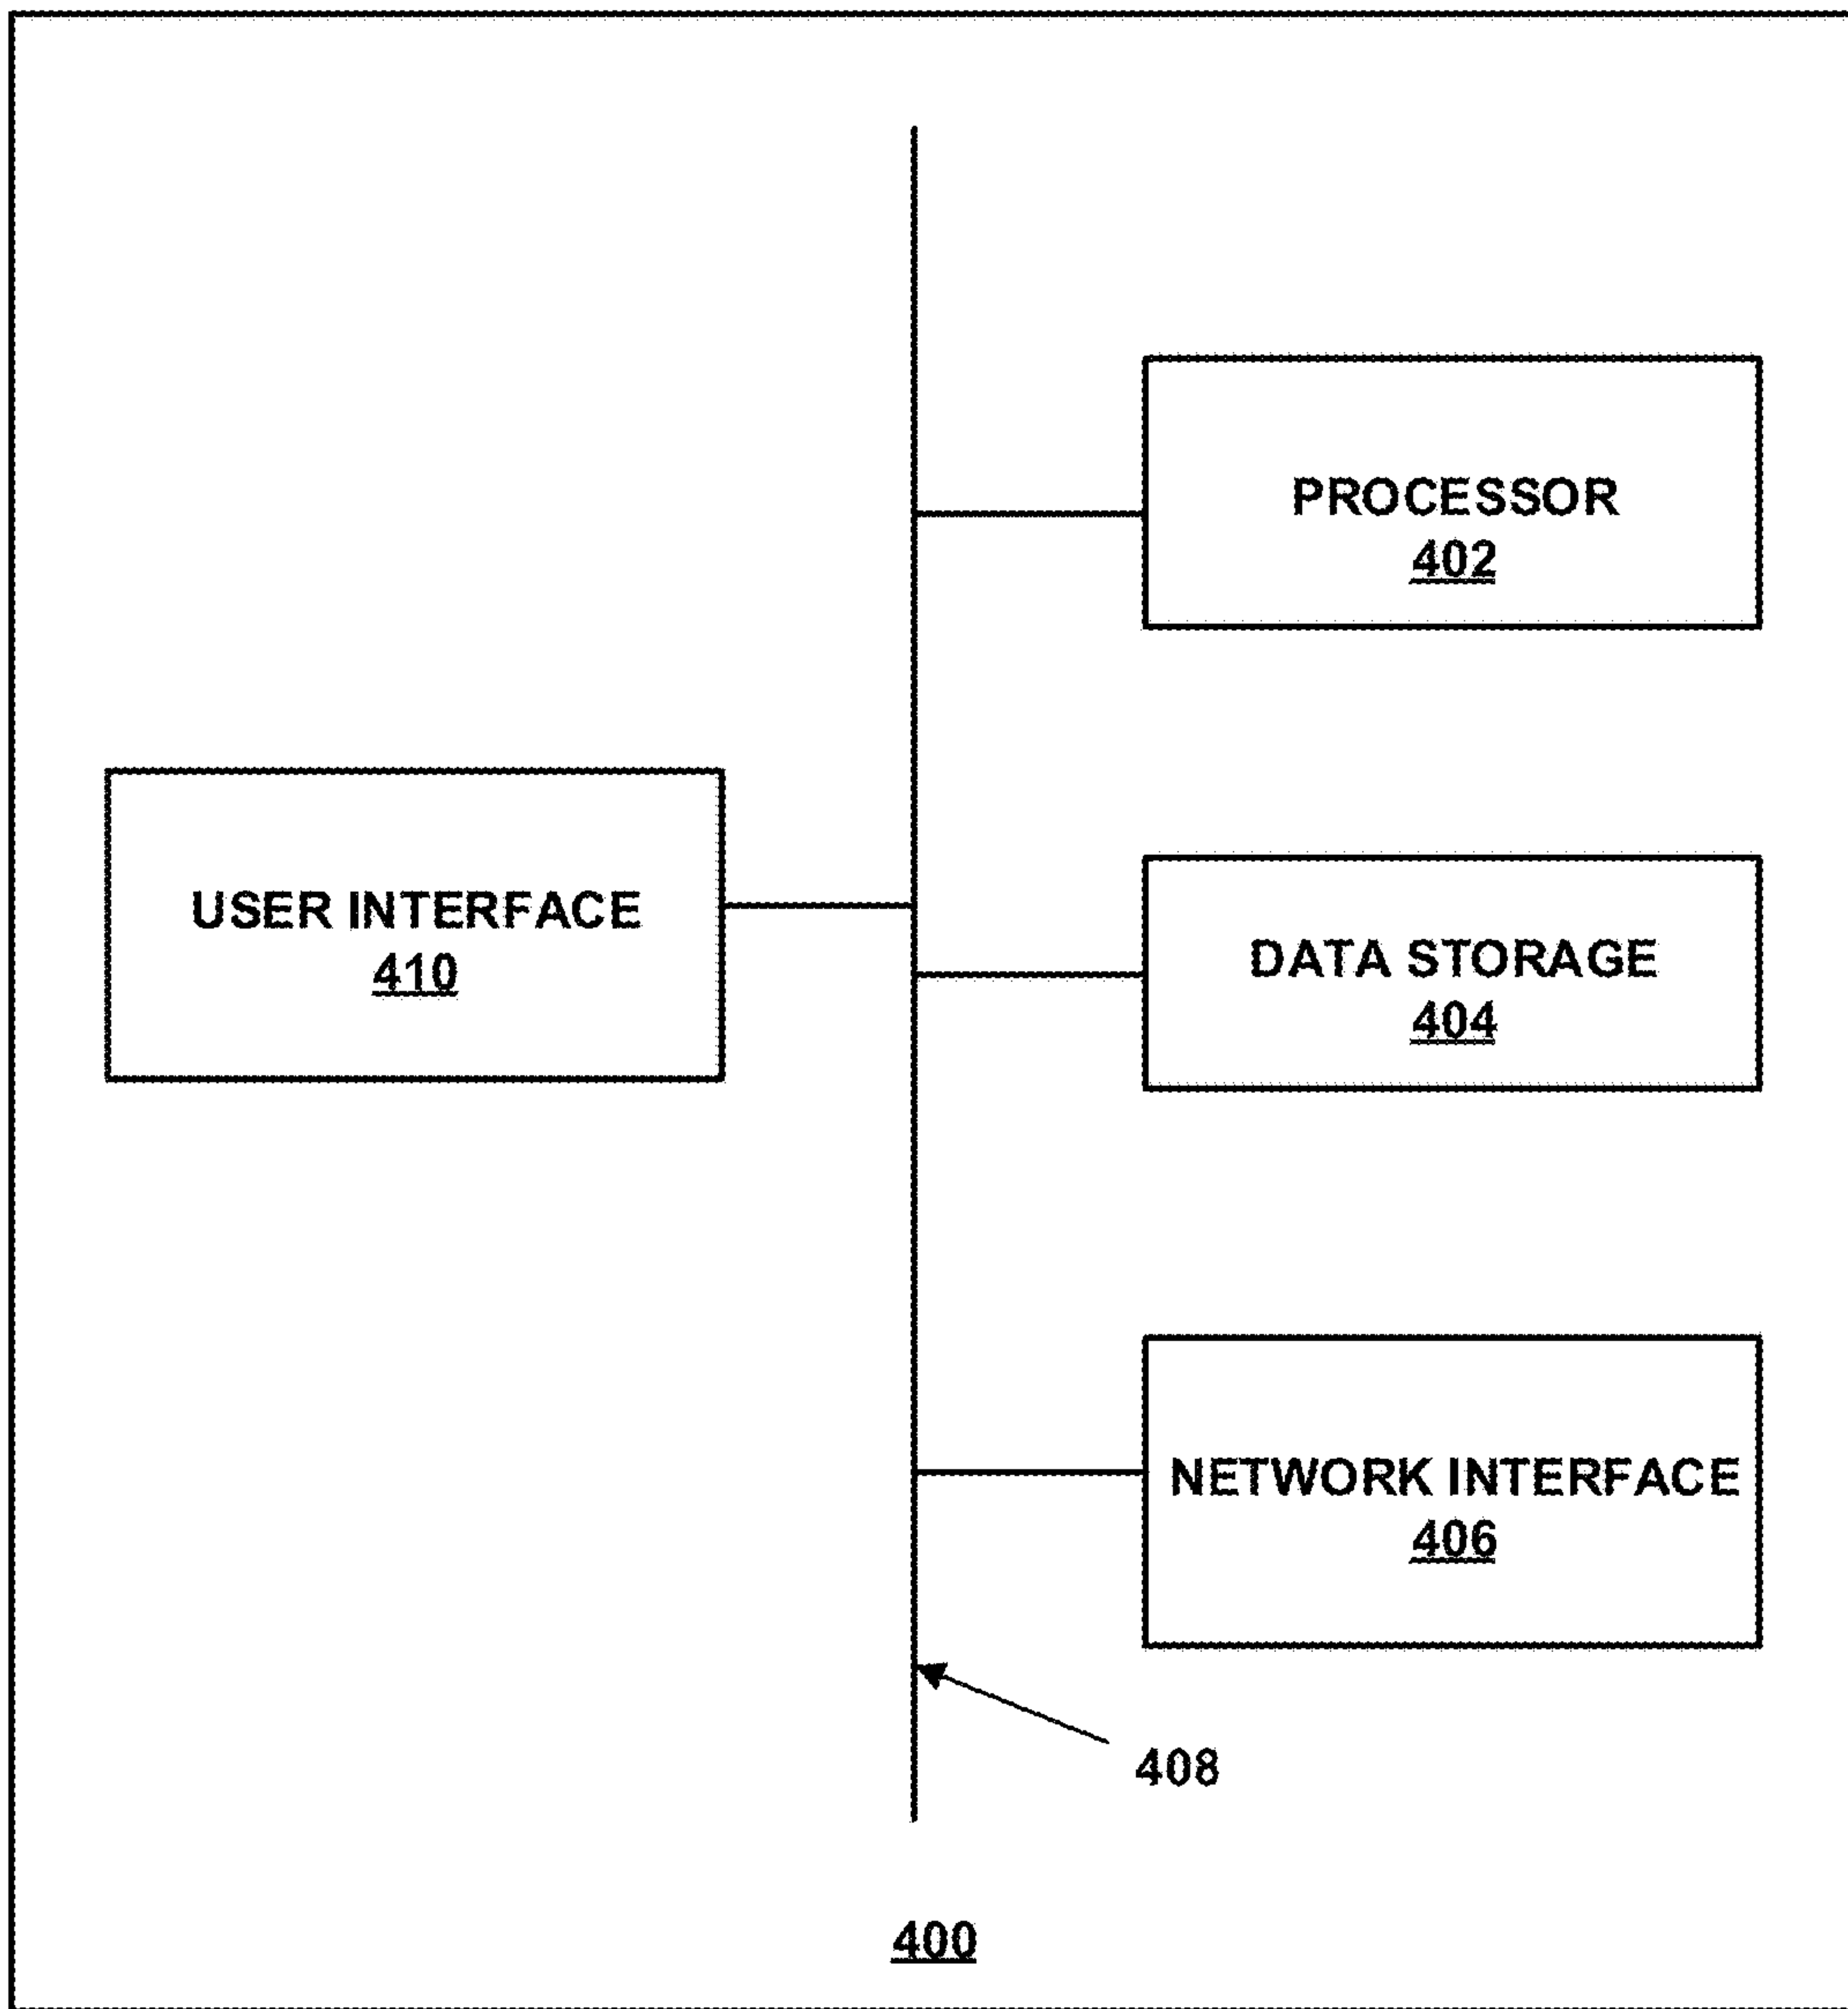 PROCESSOR
402
USER INTERFACE
410
DATA STORAGE
404
NETWORK INTERFACE
406
408
400